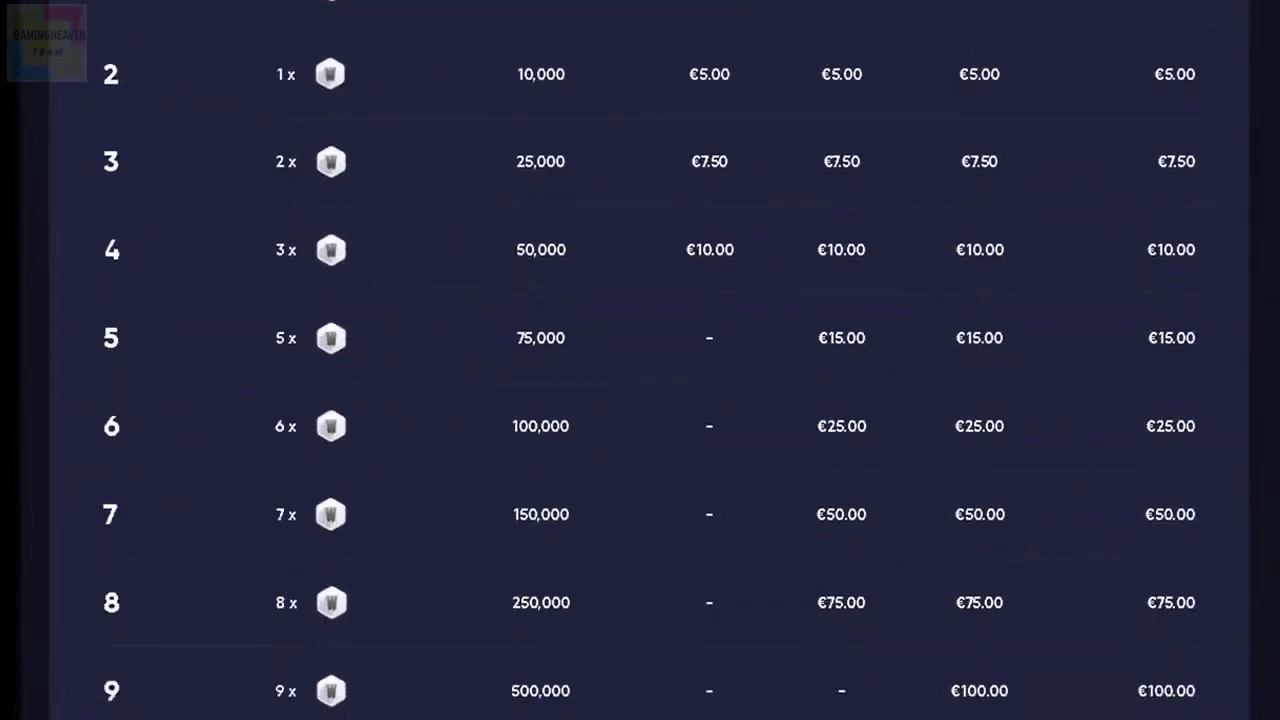 GAMINGHEAVEN
TEAM
2 1 x W 10,000 €5.00 €5.00 €5.00 €5.00
3 2 x W 25,000 €7.50 €7.50 €7.50 €7.50
4 3 x W 50,000 €10.00 €10.00 €10.00 €10.00
5 5 x W 75,000 - €15.00 €15.00 €15.00
6 6 x W 100,000 - €25.00 €25.00 €25.00
7 7 x W 150,000 - €50.00 €50.00 €50.00
8 8 x W 250,000 - €75.00 €75.00 €75.00
9 9 x W 500,000 - - €100.00 €100.00